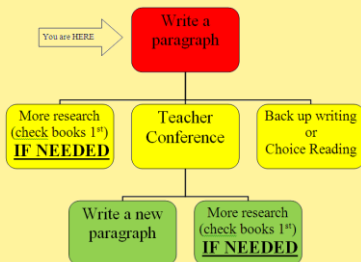 You are HERE
Write a
paragraph
More research
(check books 1st)
IF NEEDED
Teacher
Conference
Back up writing
or
Choice Reading
Write a new
paragraph
More research
(check books 1st)
IF NEEDED